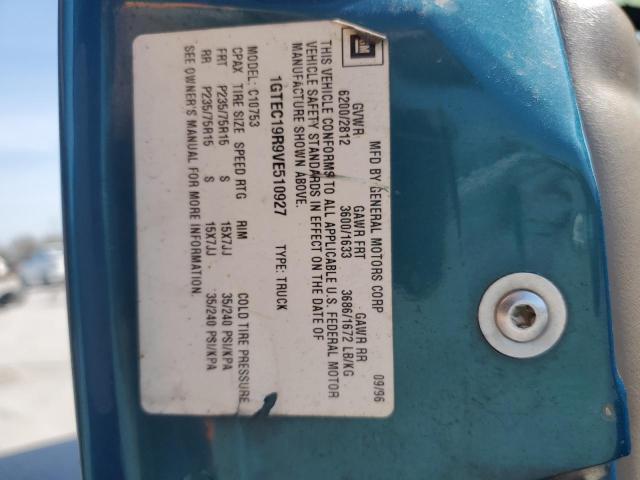 GM
MFD BY GENERAL MOTORS CORP 09/96
GVWR GAWR FRT GAWR RR
6200/2812 3600/1633 3686/1672 LB/KG
THIS VEHICLE CONFORMS TO ALL APPLICABLE U.S. FEDERAL MOTOR
VEHICLE SAFETY STANDARDS IN EFFECT ON THE DATE OF
MANUFACTURE SHOWN ABOVE.
1GTEC19R9VE510927 TYPE: TRUCK
MODEL: C10753
CPAX TIRE SIZE SPEED RTG RIM COLD TIRE PRESSURE
FRT P235/75R15 S 15X7JJ 35/240 PSI/KPA
RR P235/75R15 S 15X7JJ 35/240 PSI/KPA
SEE OWNER'S MANUAL FOR MORE INFORMATION.